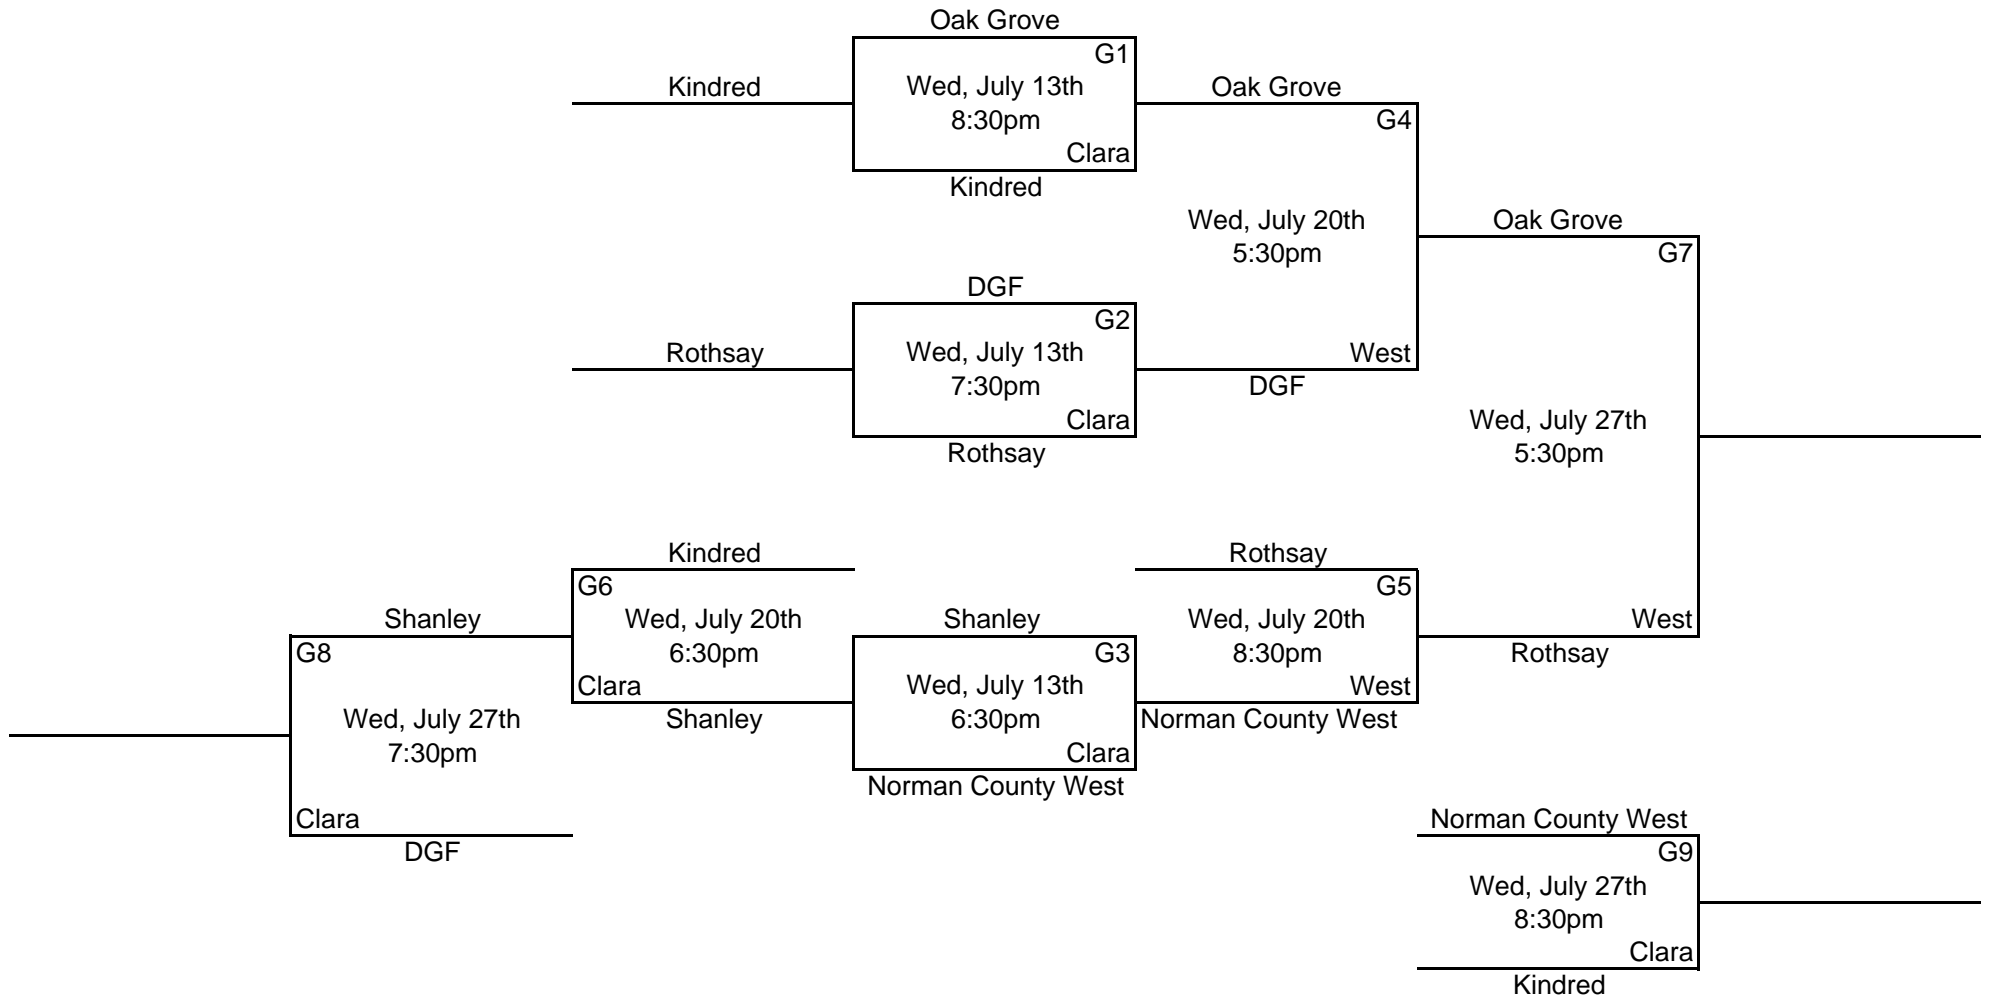 Oak Grove
G1
Kindred
Wed, July 13th
Oak Grove
8:30pm
G4
Clara
Kindred
Wed, July 20th
Oak Grove
5:30pm
G7
DGF
G2
Rothsay
Wed, July 13th
West
7:30pm
DGF
Clara
Wed, July 27th
Rothsay
5:30pm
Kindred
Rothsay
G6
G5
Shanley
Wed, July 20th
Shanley
Wed, July 20th
West
G8
6:30pm
G3
8:30pm
Rothsay
Clara
Wed, July 13th
West
Wed, July 27th
Shanley
6:30pm
Norman County West
7:30pm
Clara
Norman County West
Clara
Norman County West
DGF
G9
Wed, July 27th
8:30pm
Clara
Kindred